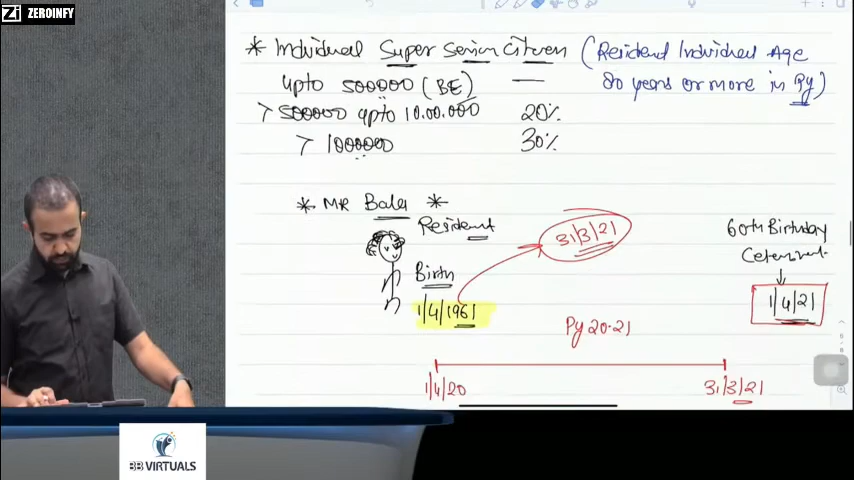 Zi ZEROINFY
* Individual Super Senior Citizen (Resident Individual Age
upto 500000 (BE) — 80 years or more in Py)
> 500000 upto 10.00.000 20%
> 1000000 30%
* MR *
Resident
31/3/21
60th Birthday
Birth
1/4/1961
1/4/21
Py 20-21
1/4/20 31/3/21
BB VIRTUALS